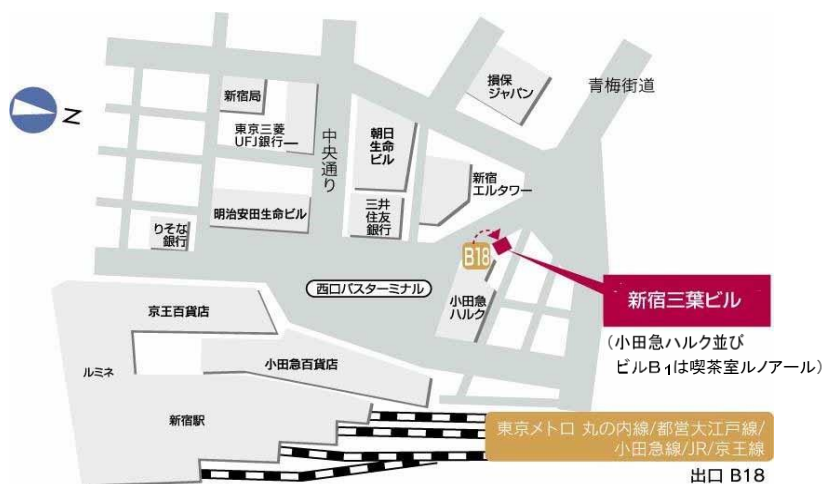 損保
ジャパン
青梅街道
新宿局
N
東京三菱
UFJ銀行
中央通り
朝日
生命
ビル
新宿
エルタワー
明治安田生命ビル
三井
住友
銀行
りそな
銀行
B18
西口バスターミナル
小田急
ハルク
新宿三葉ビル
京王百貨店
(小田急ハルク並び
ビルB1は喫茶室ルノアール)
小田急百貨店
ルミネ
新宿駅
東京メトロ 丸の内線/都営大江戸線/
小田急線/JR/京王線
出口 B18